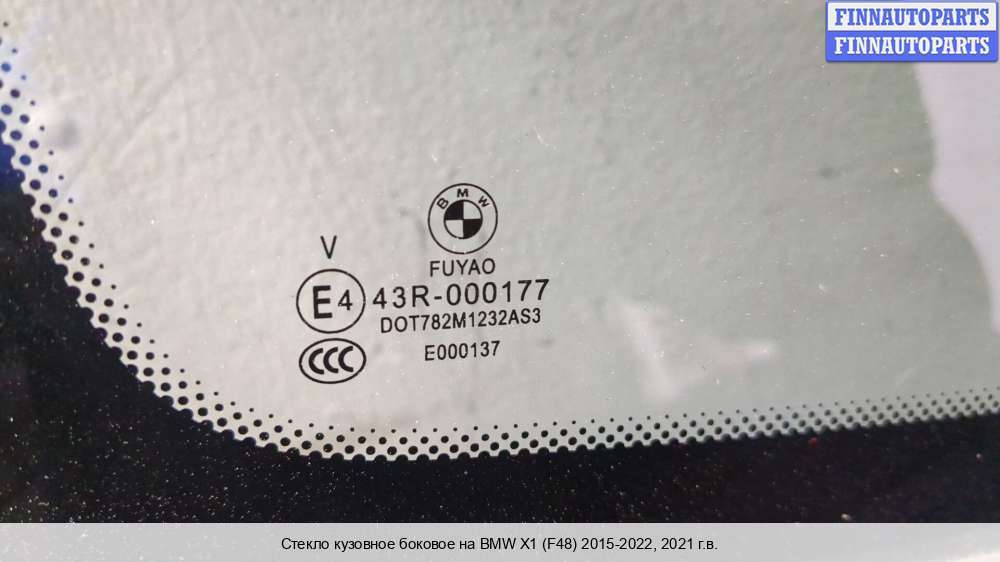 FINNAUTOPARTS
FINNAUTOPARTS
BMW
FUYAO
V
E4 43R-000177
DOT782M1232AS3
CCC E000137
Стекло кузовное боковое на BMW X1 (F48) 2015-2022, 2021 г.в.